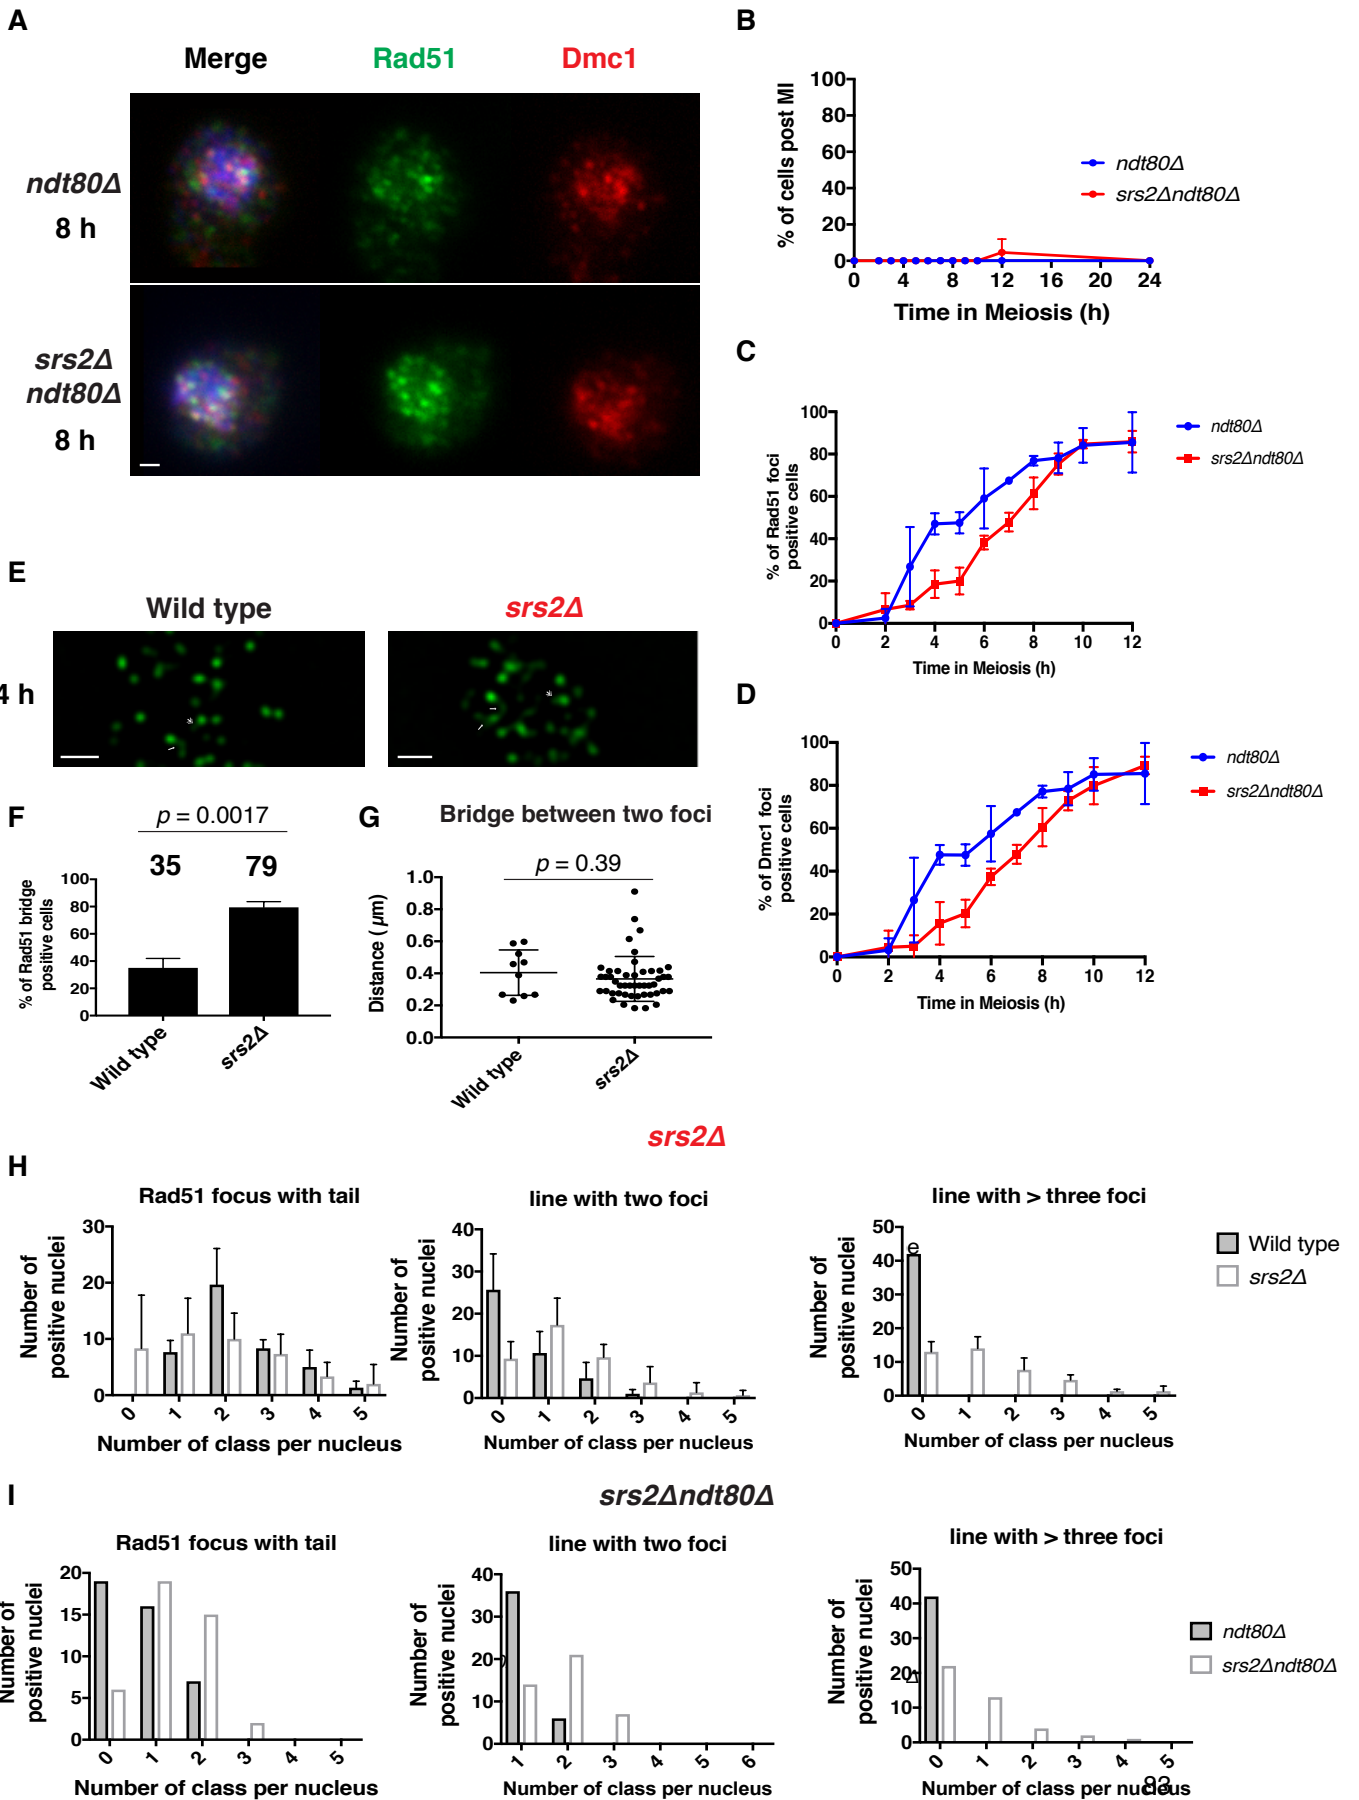 A
Merge
Rad51
Dmc1
ndt80Δ
8 h
srs2Δ
ndt80Δ
8 h
B
% of cells post MI
100
80
60
40
20
0
0 4 8 12 16 20 24
Time in Meiosis (h)
ndt80Δ
srs2Δndt80Δ
C
% of Rad51 foci
positive cells
100
80
60
40
20
0
0 2 4 6 8 10 12
Time in Meiosis (h)
ndt80Δ
srs2Δndt80Δ
D
% of Dmc1 foci
positive cells
100
80
60
40
20
0
0 2 4 6 8 10 12
Time in Meiosis (h)
ndt80Δ
srs2Δndt80Δ
E
Wild type
srs2Δ
4 h
F
p = 0.0017
35 79
% of Rad51 bridge
positive cells
100
80
60
40
20
0
Wild type
srs2Δ
G
Bridge between two foci
p = 0.39
Distance ( μm)
1.0
0.8
0.6
0.4
0.2
0.0
Wild type
srs2Δ
srs2Δ
H
Rad51 focus with tail
Number of
positive nuclei
30
20
10
0
0 1 2 3 4 5
Number of class per nucleus
line with two foci
Number of
positive nuclei
40
30
20
10
0
0 1 2 3 4 5
Number of class per nucleus
line with > three foci
Number of
positive nuclei
50
40
30
20
10
0
e
0 1 2 3 4 5
Number of class per nucleus
Wild type
srs2Δ
I
srs2Δndt80Δ
Rad51 focus with tail
Number of
positive nuclei
20
15
10
5
0
0 1 2 3 4 5
Number of class per nucleus
line with two foci
Number of
positive nuclei
40
30
20
10
0
1 2 3 4 5 6
Number of class per nucleus
line with > three foci
Number of
positive nuclei
50
40
30
20
10
0
0 1 2 3 4 5
Number of class per nucleus
ndt80Δ
srs2Δndt80Δ
83